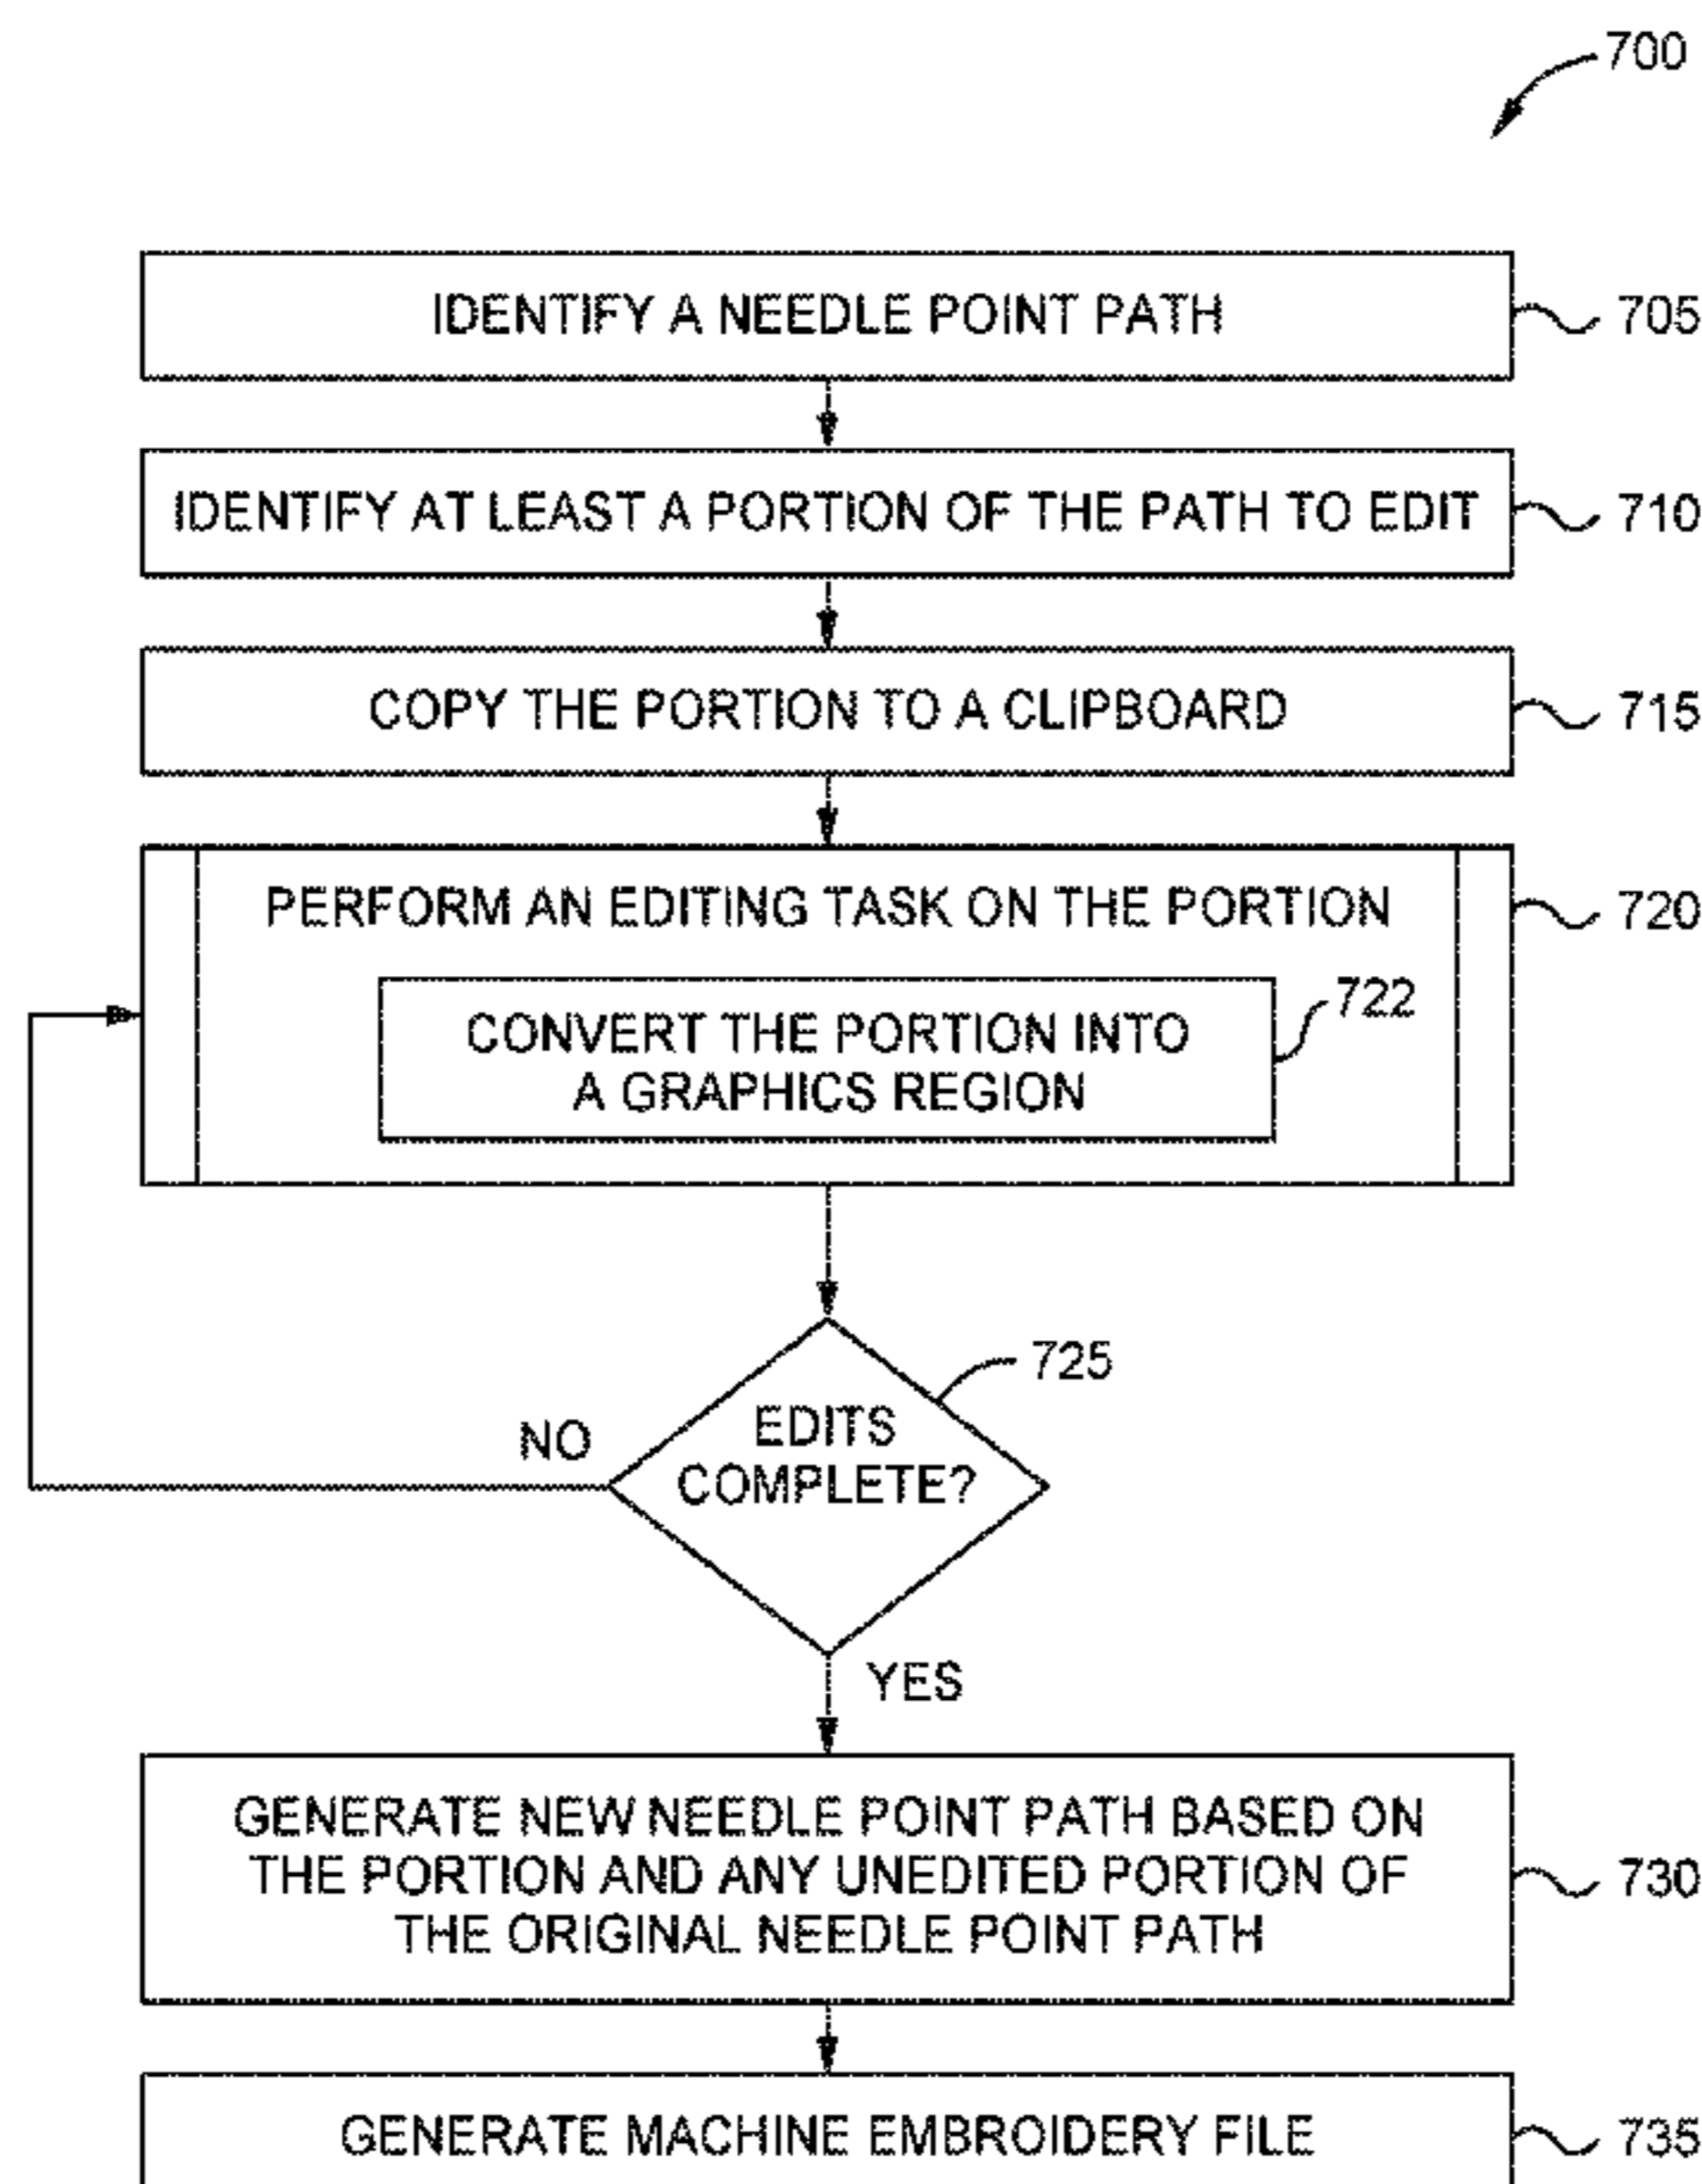 700
IDENTIFY A NEEDLE POINT PATH
705
IDENTIFY AT LEAST A PORTION OF THE PATH TO EDIT
710
COPY THE PORTION TO A CLIPBOARD
715
PERFORM AN EDITING TASK ON THE PORTION
720
722
CONVERT THE PORTION INTO
A GRAPHICS REGION
725
EDITS
COMPLETE?
NO
YES
GENERATE NEW NEEDLE POINT PATH BASED ON
THE PORTION AND ANY UNEDITED PORTION OF
THE ORIGINAL NEEDLE POINT PATH
730
GENERATE MACHINE EMBROIDERY FILE
735